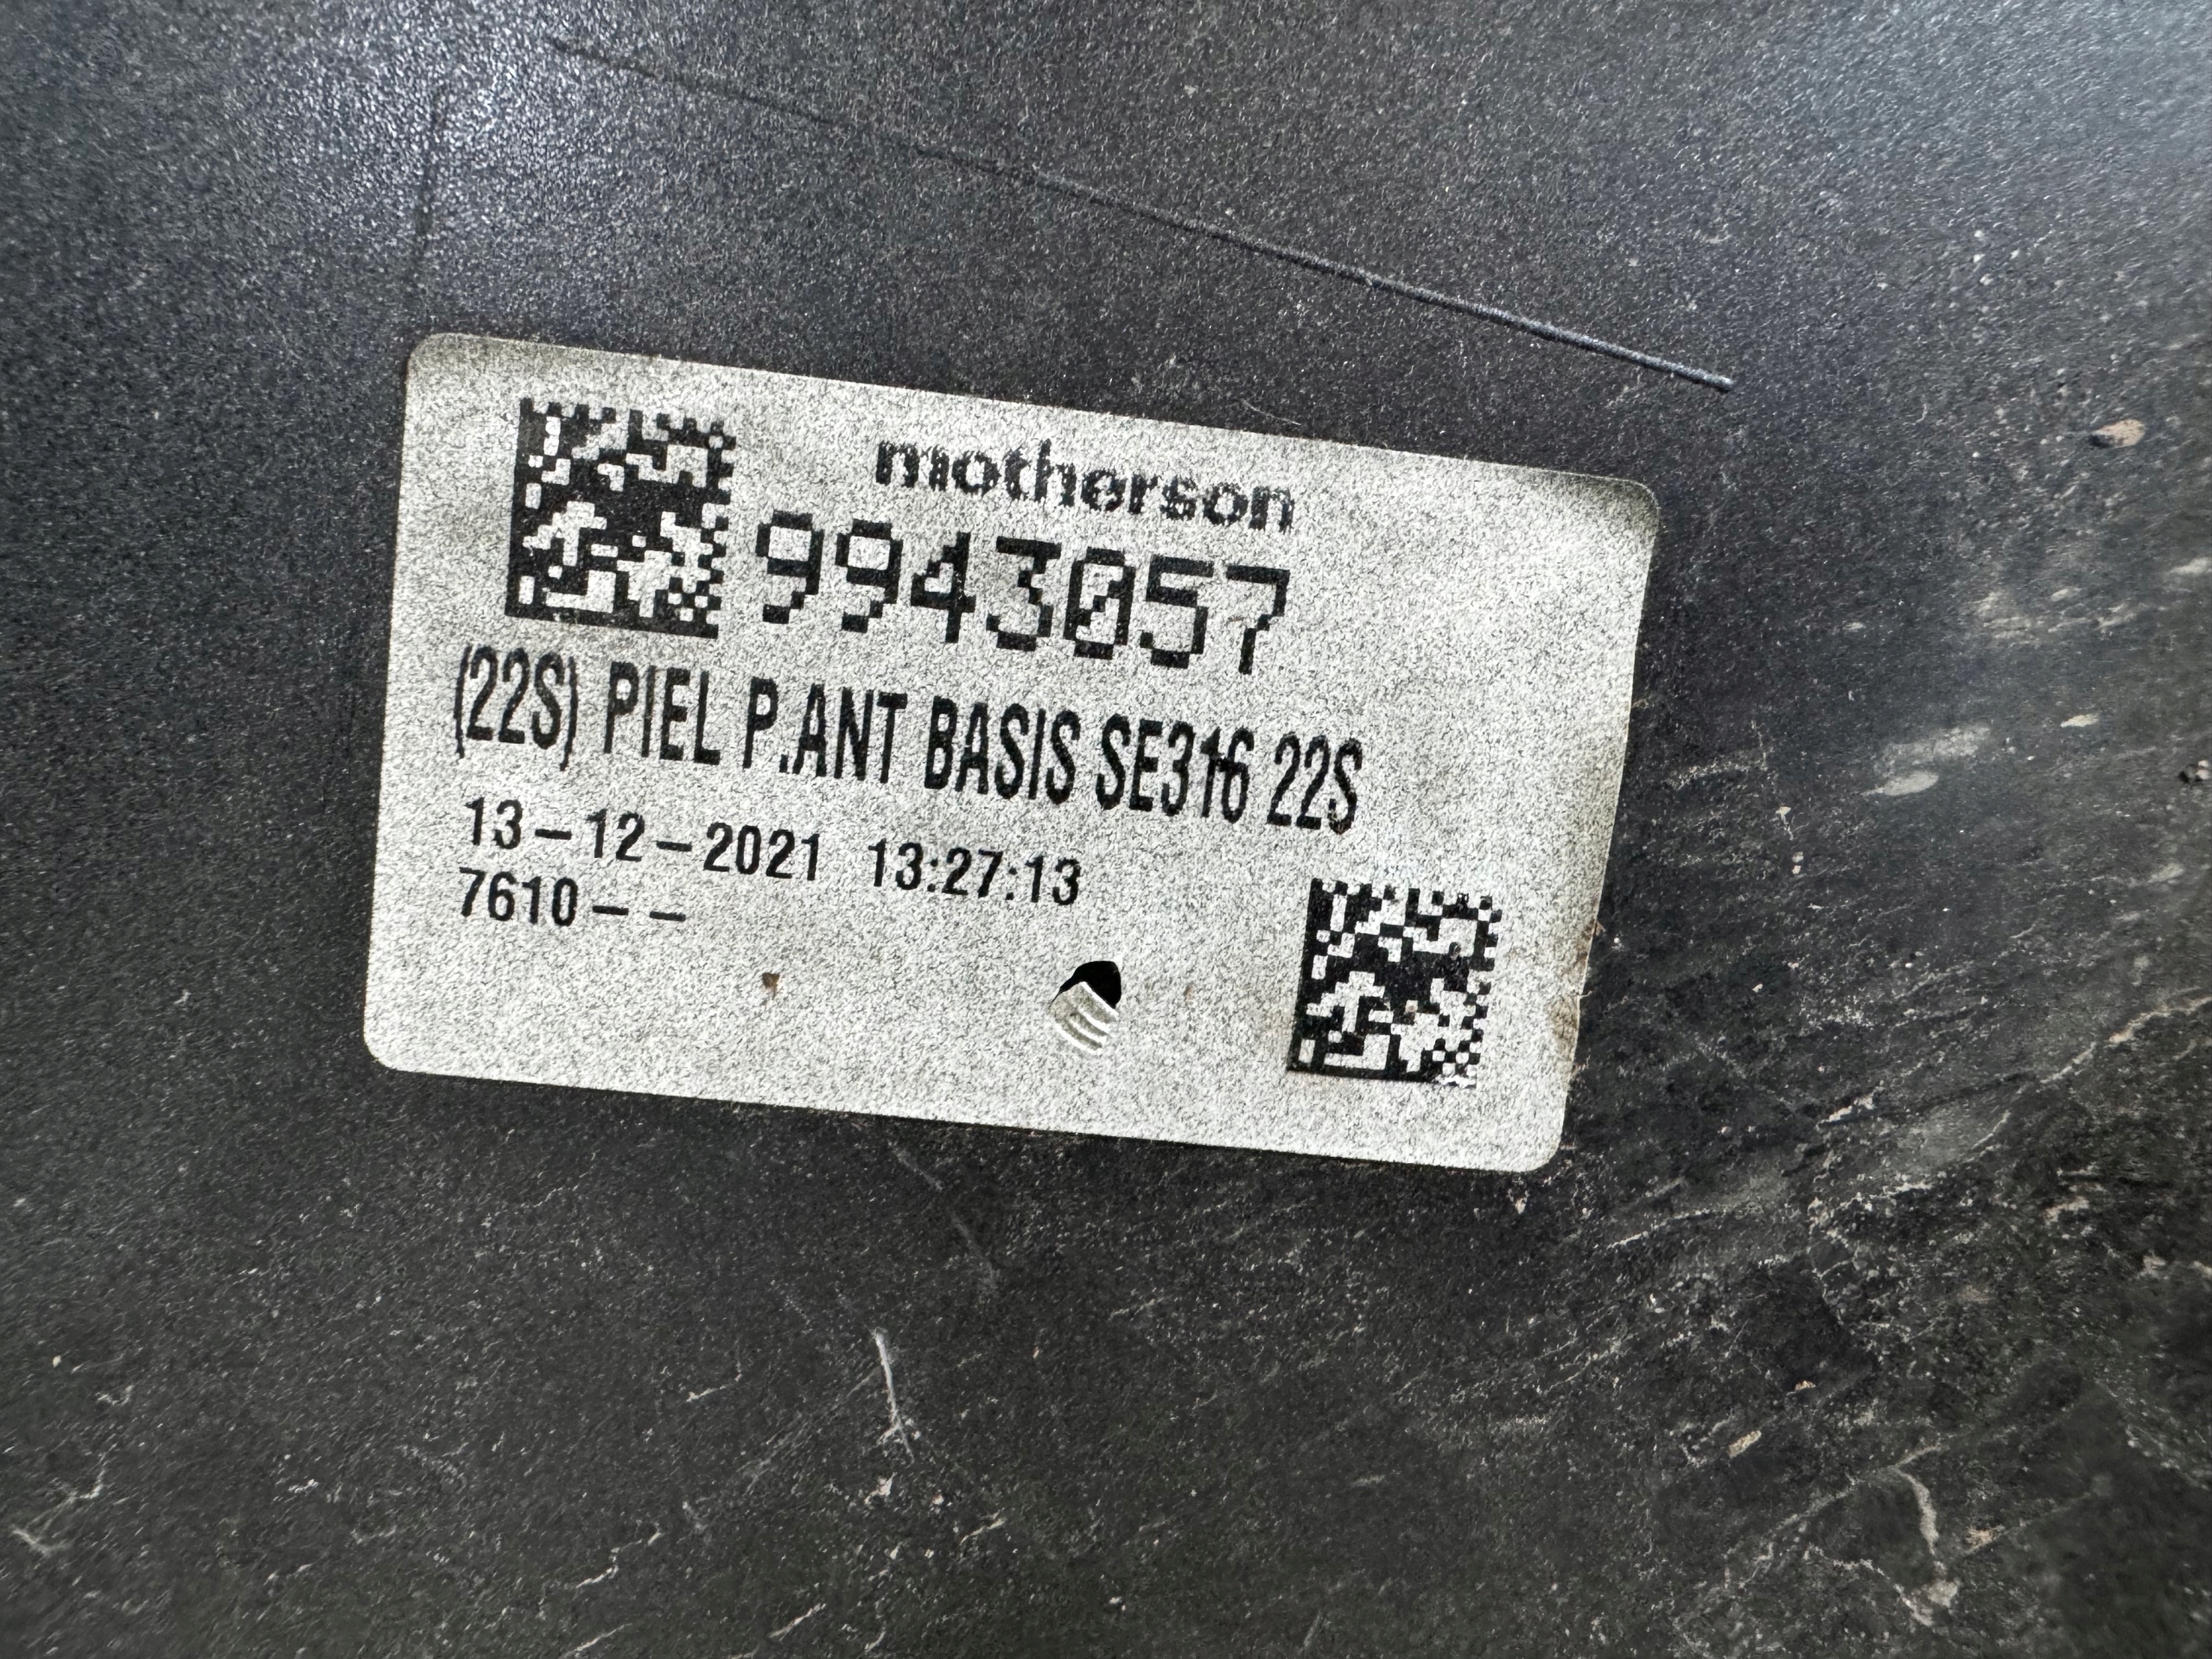 motherson
9943057
(22S) PIEL P.ANT BASIS SE316 22S
13-12-2021 13:27:13
7610--